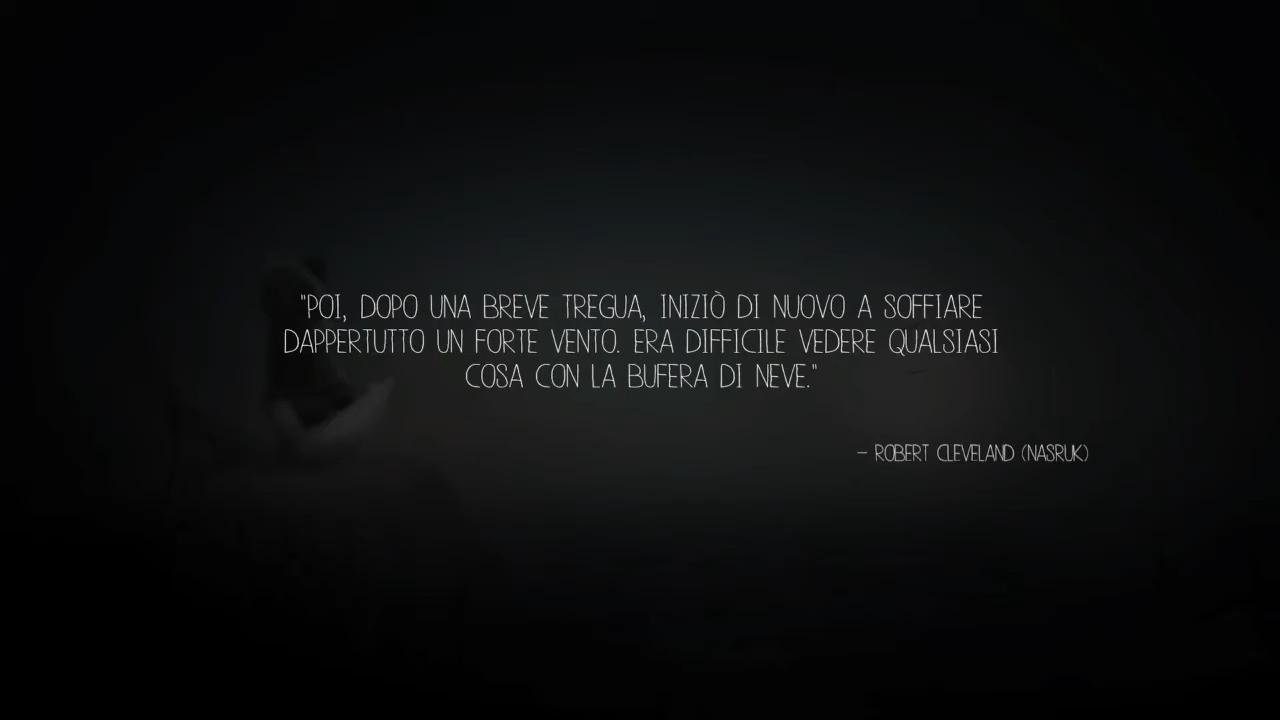 "POI, DOPO UNA BREVE TREGUA, INIZIÒ DI NUOVO A SOFFIARE
DAPPERTUTTO UN FORTE VENTO. ERA DIFFICILE VEDERE QUALSIASI
COSA CON LA BUFERA DI NEVE."
– ROBERT CLEVELAND (NASRUK)